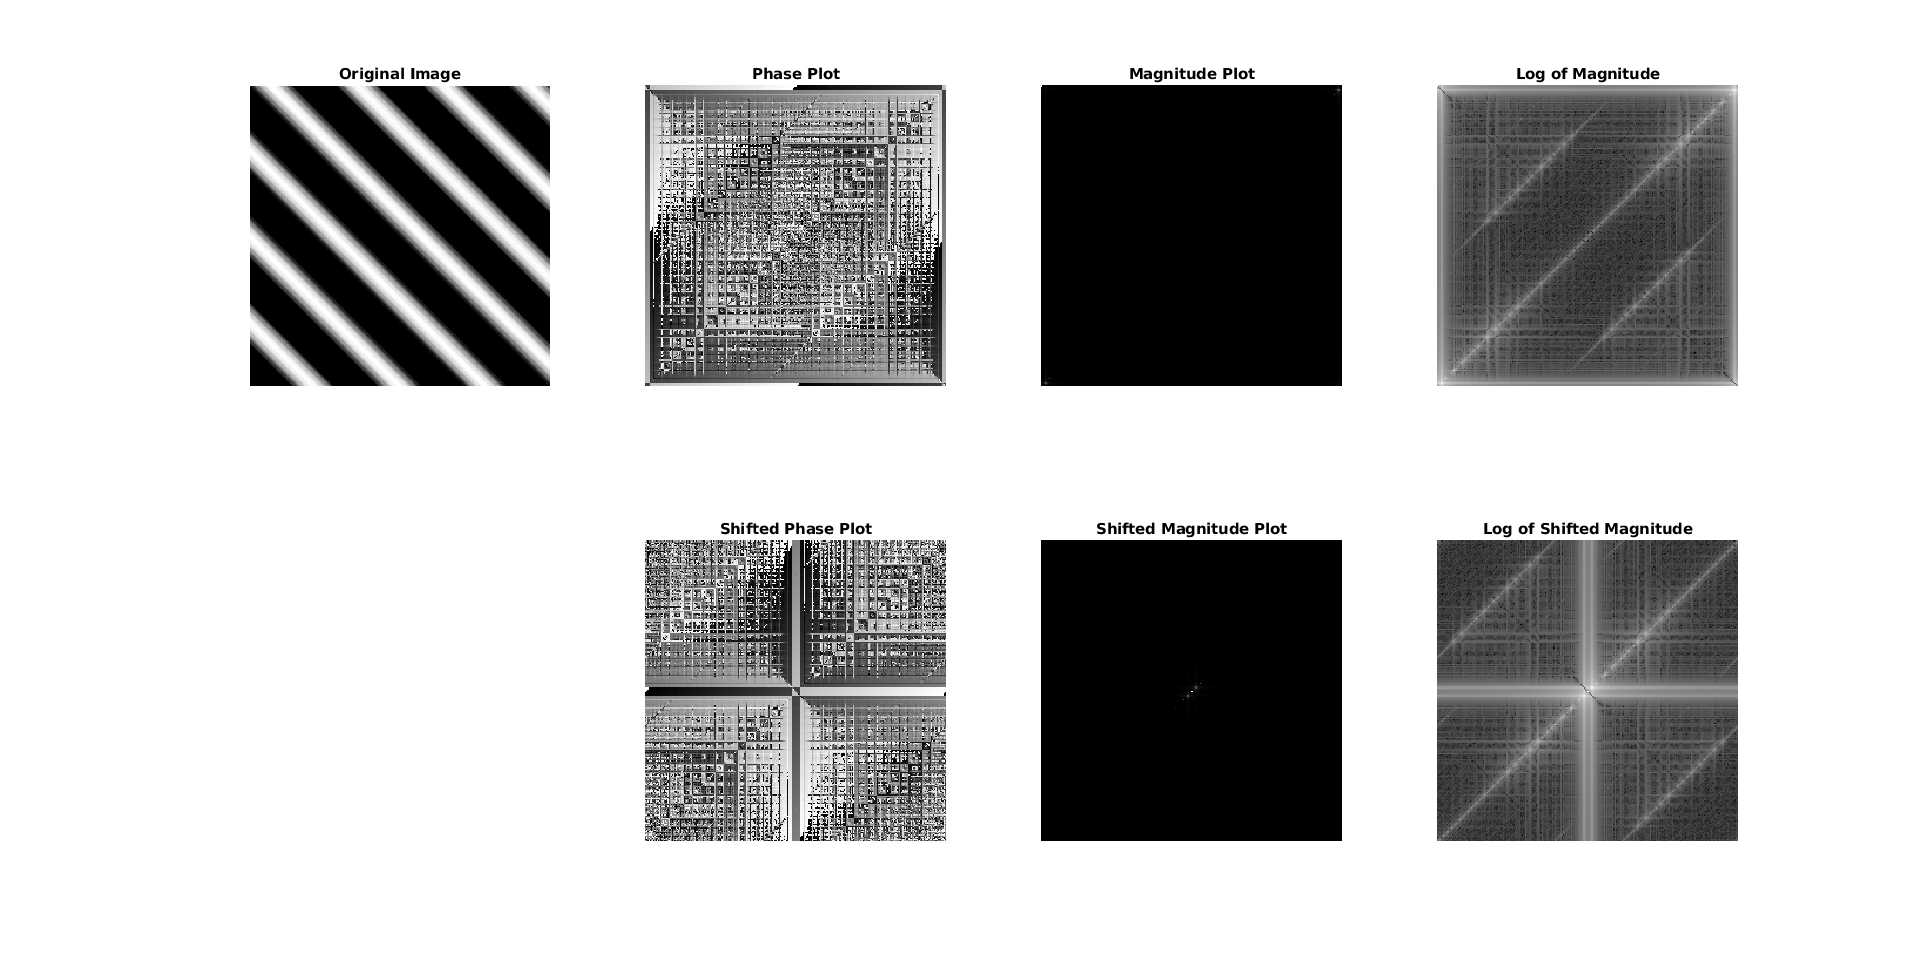 Original Image
Phase Plot
Magnitude Plot
Log of Magnitude
Shifted Phase Plot
Shifted Magnitude Plot
Log of Shifted Magnitude